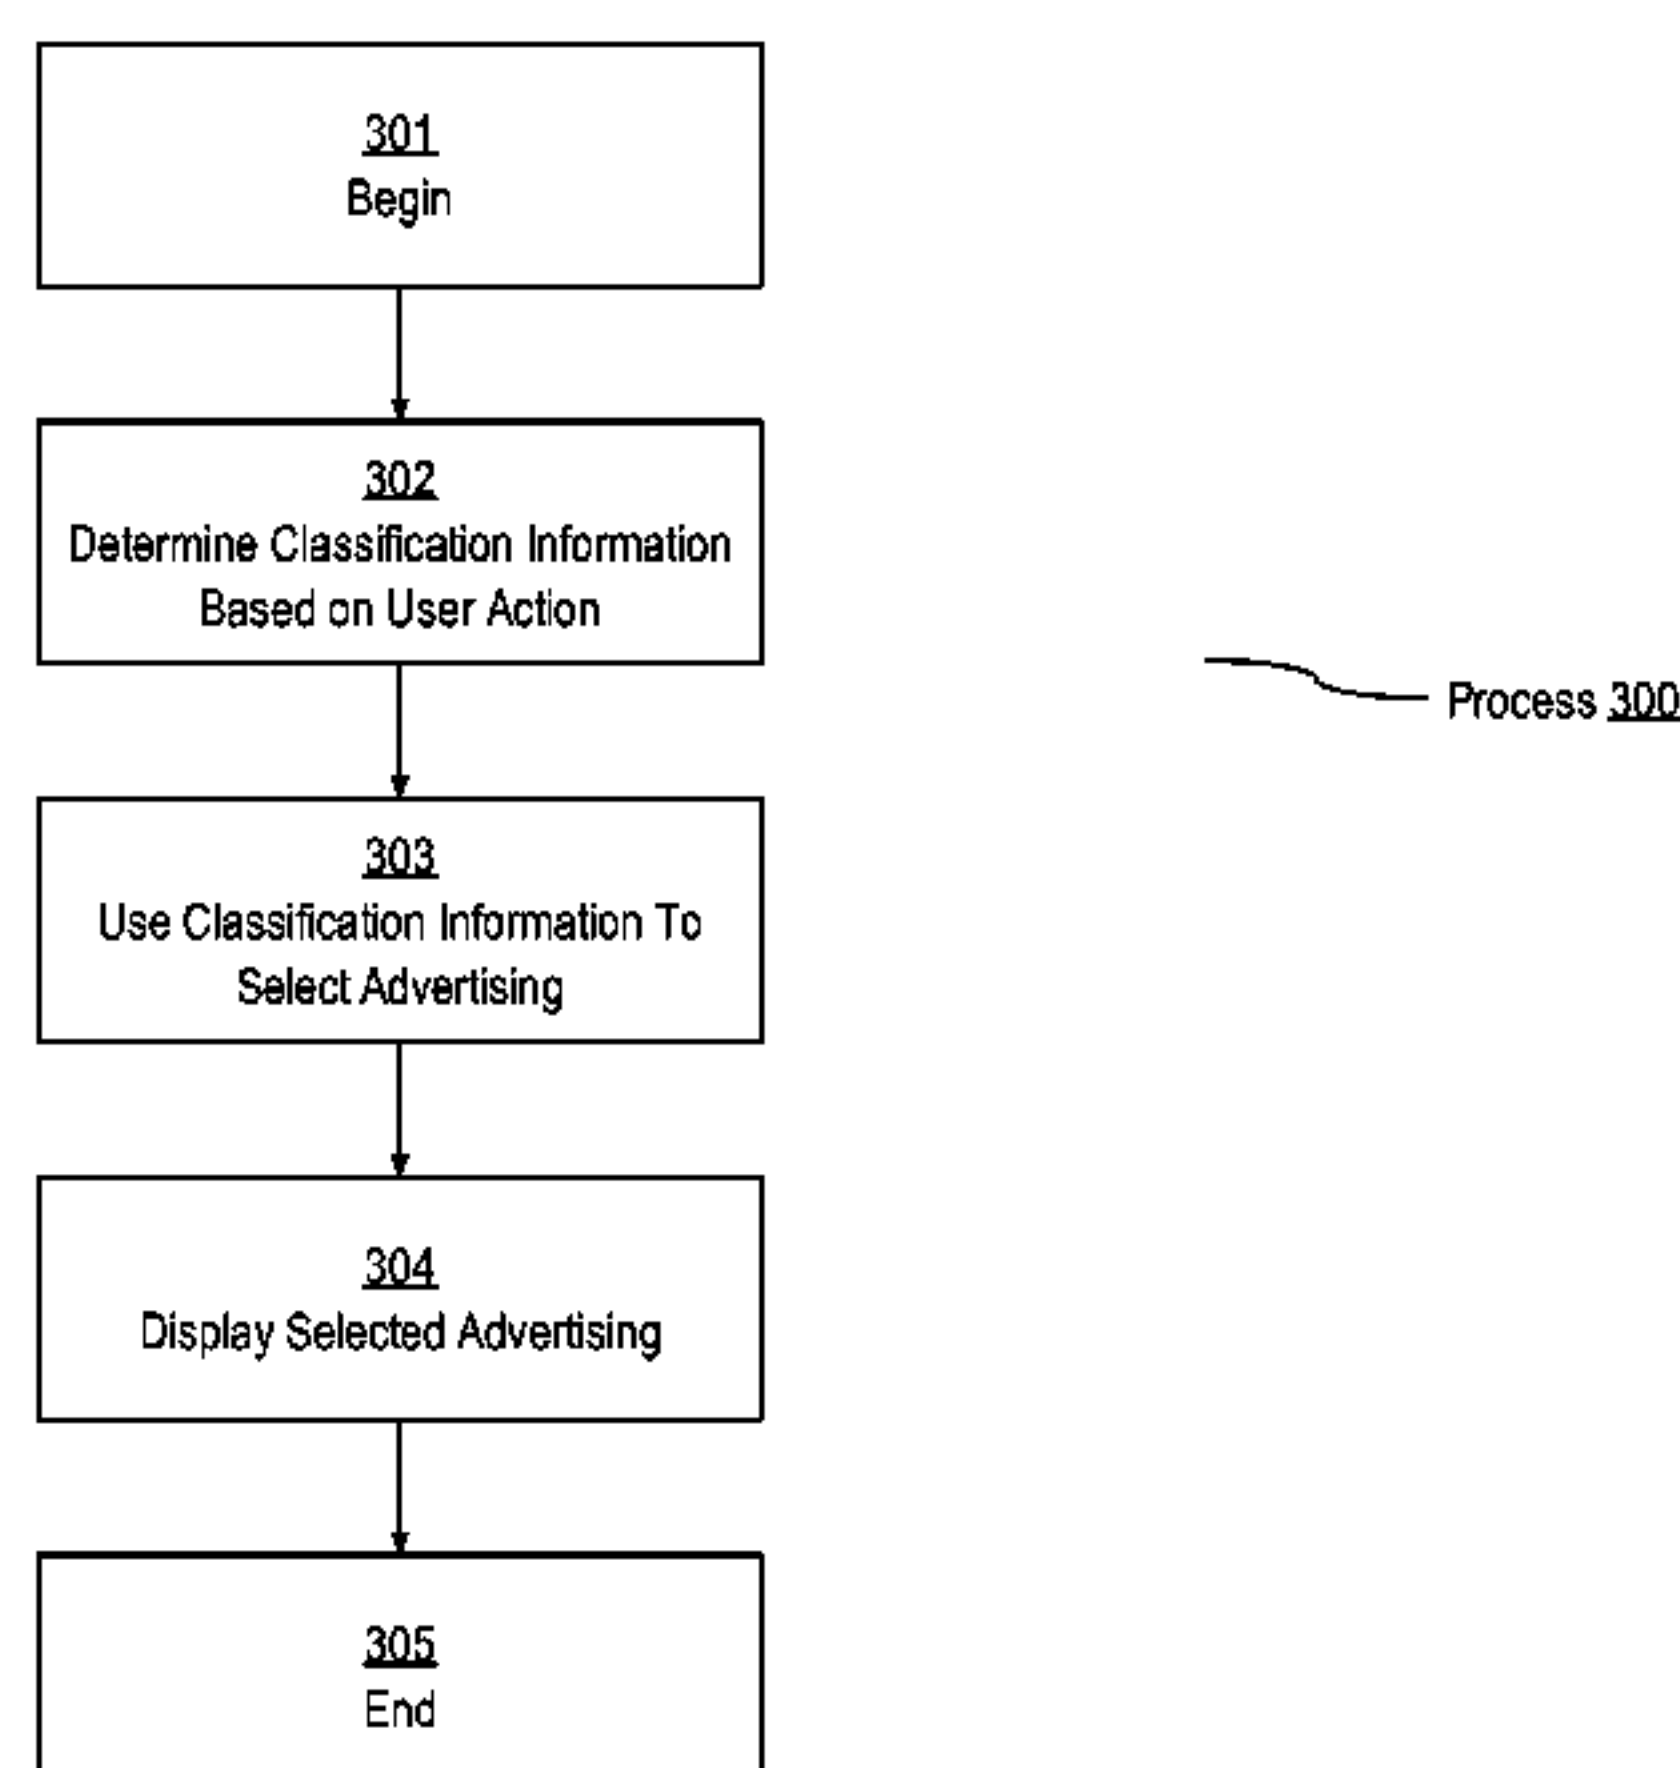 301
Begin
302
Determine Classification Information
Based on User Action
Process 300
303
Use Classification Information To
Select Advertising
304
Display Selected Advertising
305
End